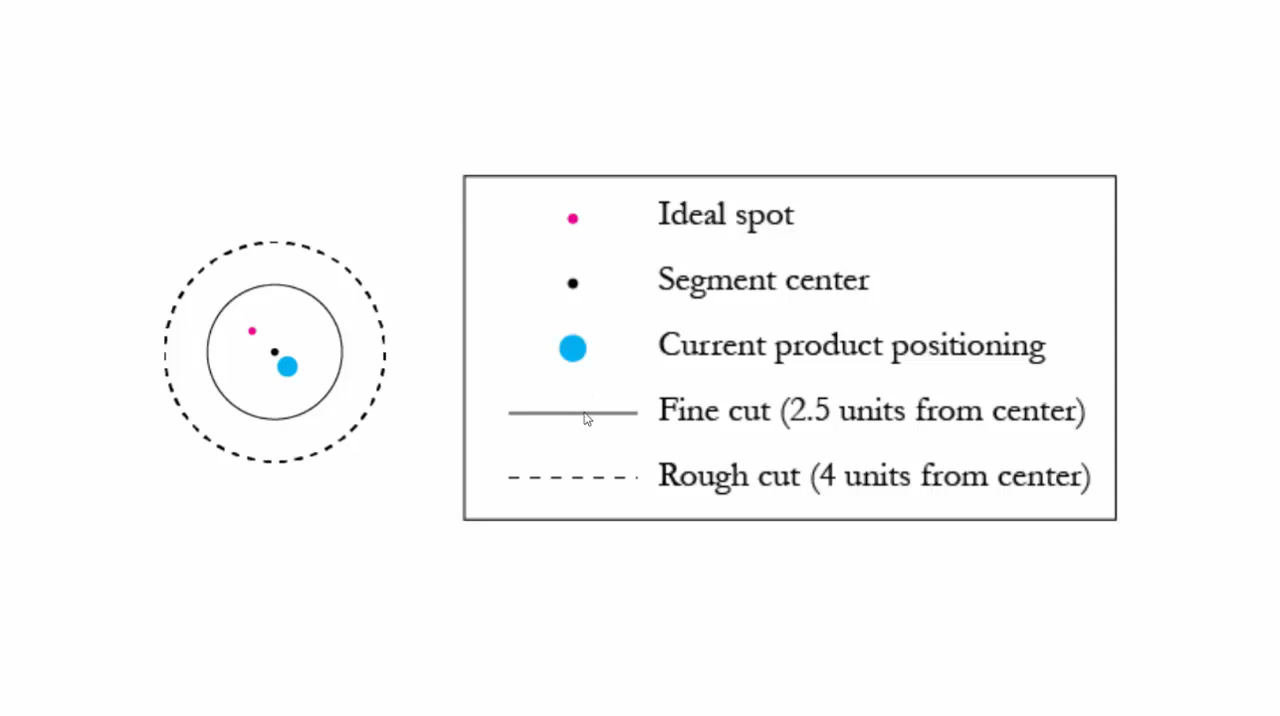 Ideal spot
Segment center
Current product positioning
Fine cut (2.5 units from center)
Rough cut (4 units from center)